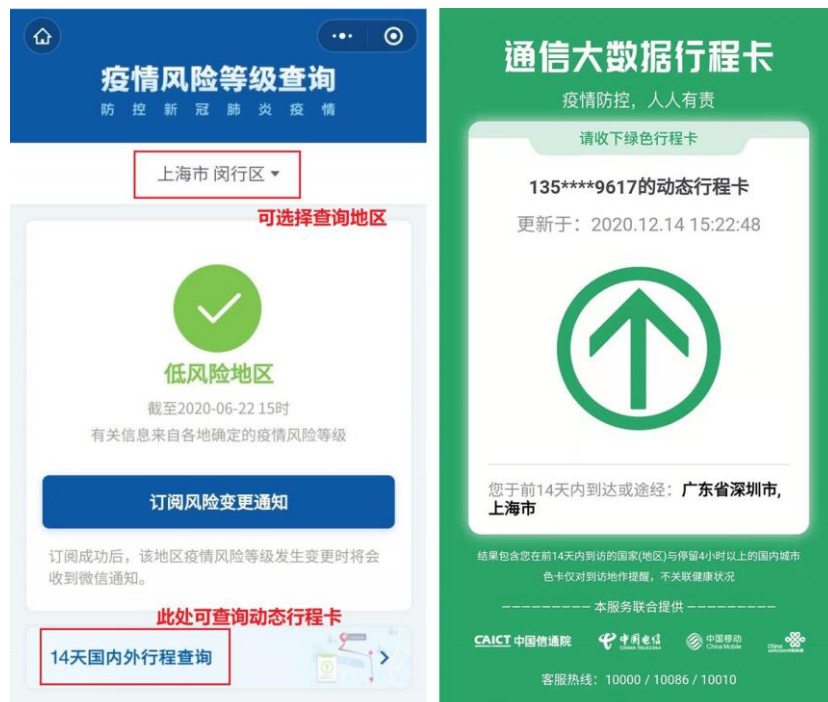 疫情风险等级查询
防控新冠肺炎疫情
上海市 闵行区
可选择查询地区
低风险地区
截至2020-06-22 15时
有关信息来自各地确定的疫情风险等级
订阅风险变更通知
订阅成功后，该地区疫情风险等级发生变更时将会
收到微信通知。
此处可查询动态行程卡
14天国内外行程查询
通信大数据行程卡
疫情防控，人人有责
请收下绿色行程卡
135****9617的动态行程卡
更新于：2020.12.14 15:22:48
您于前14天内到达或途经：广东省深圳市,
上海市
结果包含您在前14天内到访的国家(地区)与停留4小时以上的国内城市
色卡仅对到访地作提醒，不关联健康状况
本服务联合提供
CAICT 中国信通院
中国电信
CHINA TELECOM
中国移动
China Mobile
客服热线：10000 / 10086 / 10010